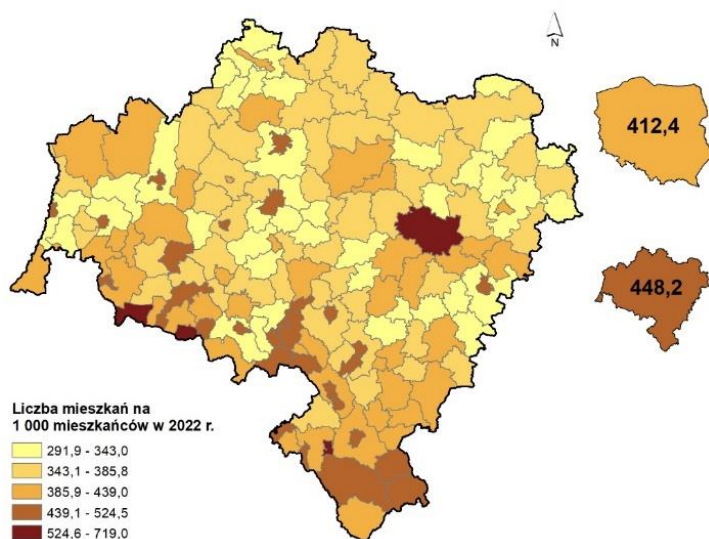 N
412,4
448,2
Liczba mieszkań na
1 000 mieszkańców w 2022 r.
291,9 - 343,0
343,1 - 385,8
385,9 - 439,0
439,1 - 524,5
524,6 - 719,0